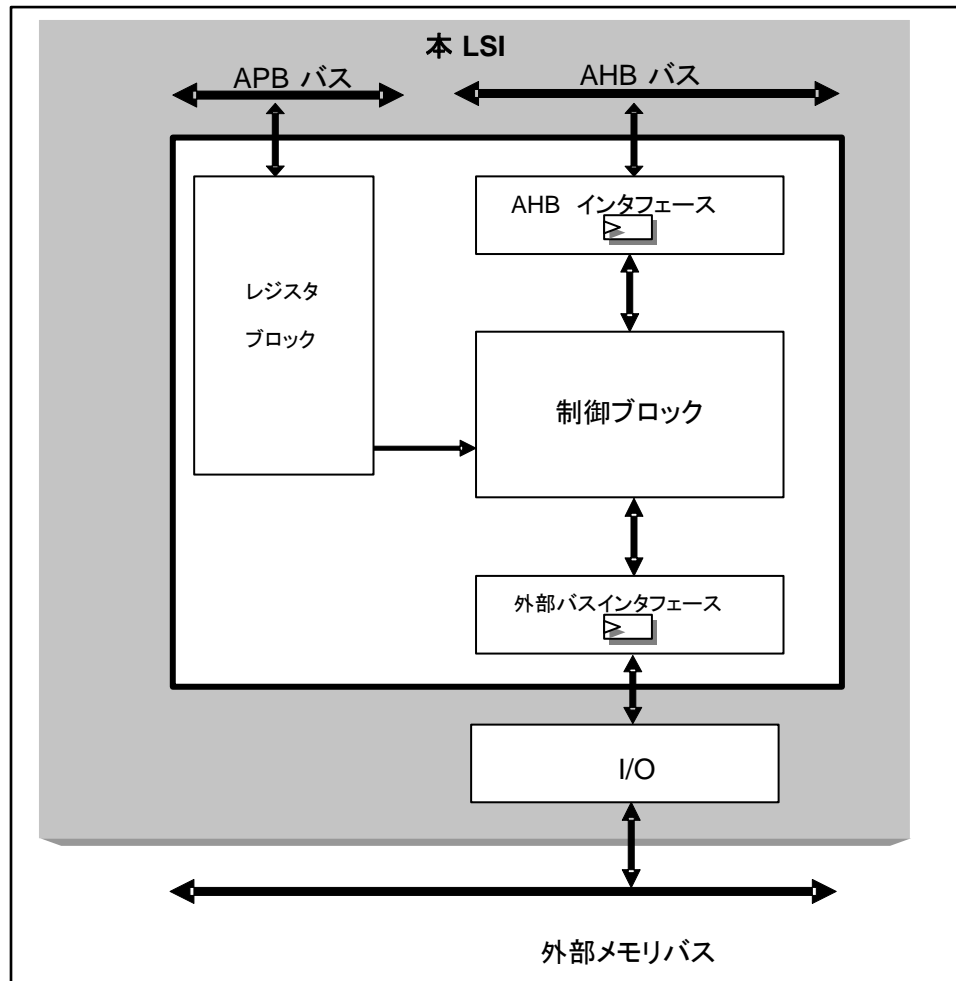 本 LSI
APB バス
AHB バス
AHB インタフェース
レジスタ
ブロック
制御ブロック
外部バスインタフェース
I/O
外部メモリバス